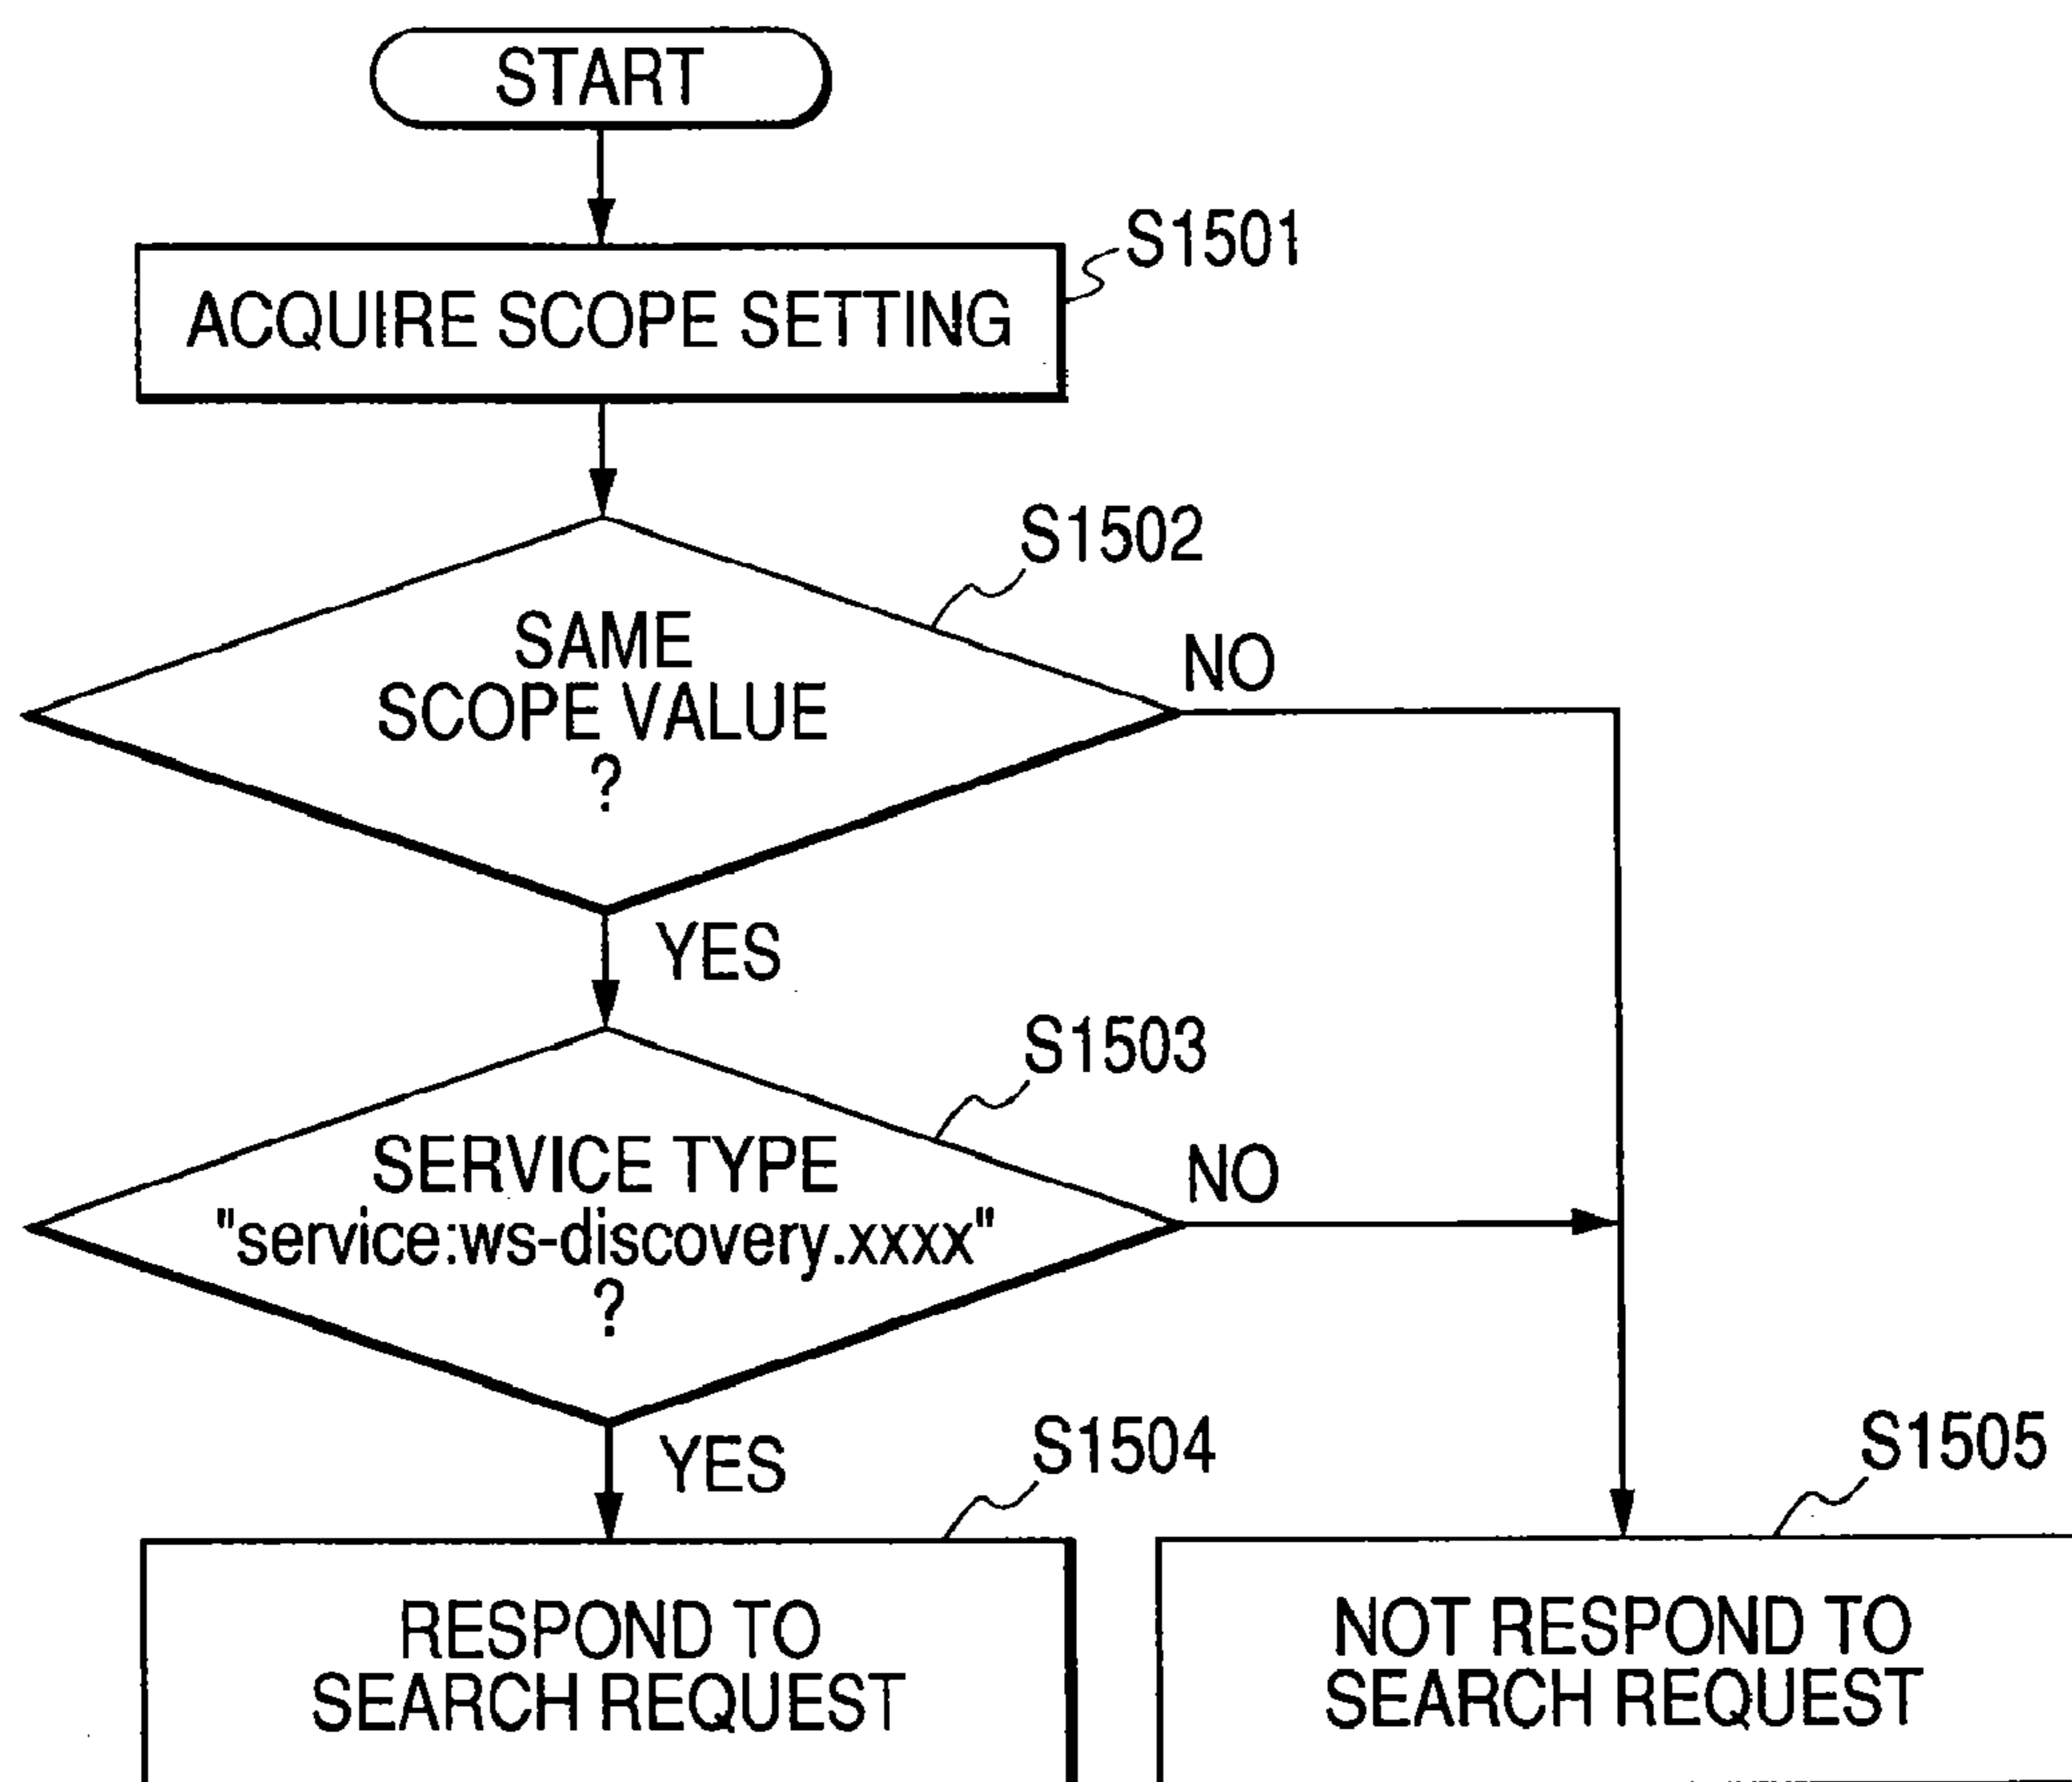 START
S1501
ACQUIRE SCOPE SETTING
S1502
SAME
SCOPE VALUE
?
NO
YES
S1503
SERVICE TYPE
"service:ws-discovery.xxxx"
?
NO
YES
S1504
S1505
RESPOND TO
SEARCH REQUEST
NOT RESPOND TO
SEARCH REQUEST